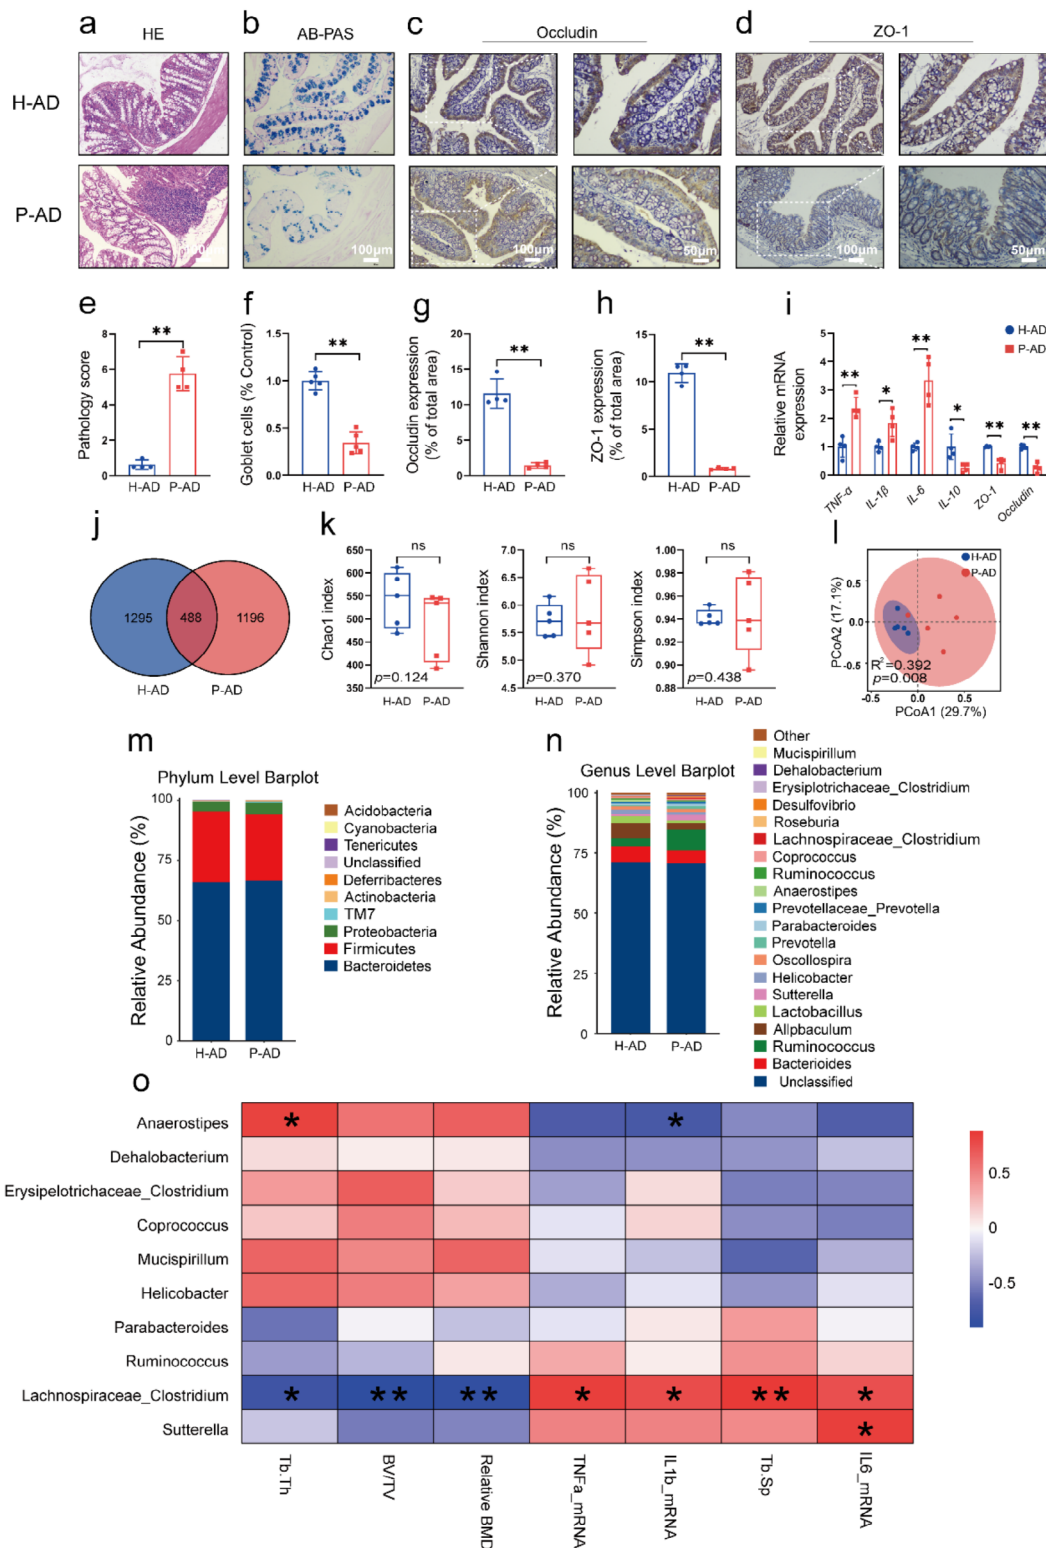 a
HE
b
AB-PAS
c
Occludin
d
ZO-1
H-AD
P-AD
100μm
100μm
50μm
100μm
50μm
e
Pathology score
8
6
4
2
0
**
H-AD P-AD
f
Goblet cells (% Control)
1.5
1.0
0.5
0.0
**
H-AD P-AD
g
Occludin expression
(% of total area)
20
15
10
5
0
**
H-AD P-AD
h
ZO-1 expression
(% of total area)
15
10
5
0
**
H-AD P-AD
i
Relative mRNA
expression
5
4
3
2
1
0
** * ** * ** **
H-AD
P-AD
TNF-α IL-1β IL-6 IL-10 ZO-1 Occludin
j
1295 488 1196
H-AD P-AD
k
Chao1 index
650
600
550
500
450
400
350
ns
p=0.124
H-AD P-AD
Shannon index
7.0
6.5
6.0
5.5
5.0
4.5
ns
p=0.370
H-AD P-AD
Simpson index
1.00
0.98
0.96
0.94
0.92
0.90
0.88
ns
p=0.438
H-AD P-AD
l
H-AD
P-AD
PCoA2 (17.1%)
0.5
0.0
-0.5
R²=0.392
p=0.008
-0.5 0.0 0.5
PCoA1 (29.7%)
m
Phylum Level Barplot
Relative Abundance (%)
100
75
50
25
0
H-AD P-AD
Acidobacteria
Cyanobacteria
Tenericutes
Unclassified
Deferribacteres
Actinobacteria
TM7
Proteobacteria
Firmicutes
Bacteroidetes
n
Genus Level Barplot
Relative Abundance (%)
100
75
50
25
0
H-AD P-AD
Other
Mucispirillum
Dehalobacterium
Erysiplotrichaceae_Clostridium
Desulfovibrio
Roseburia
Lachnospiraceae_Clostridium
Coprococcus
Ruminococcus
Anaerostipes
Prevotellaceae_Prevotella
Parabacteroides
Prevotella
Oscollospira
Helicobacter
Sutterella
Lactobacillus
Allpbaculum
Ruminococcus
Bacterioides
Unclassified
o
Anaerostipes * *
Dehalobacterium
Erysipelotrichaceae_Clostridium
Coprococcus
Mucispirillum
Helicobacter
Parabacteroides
Ruminococcus
Lachnospiraceae_Clostridium * ** ** * * ** *
Sutterella *
Tb.Th
BV/TV
Relative BMD
TNFa_mRNA
IL1b_mRNA
Tb.Sp
IL6_mRNA
0.5
0
-0.5